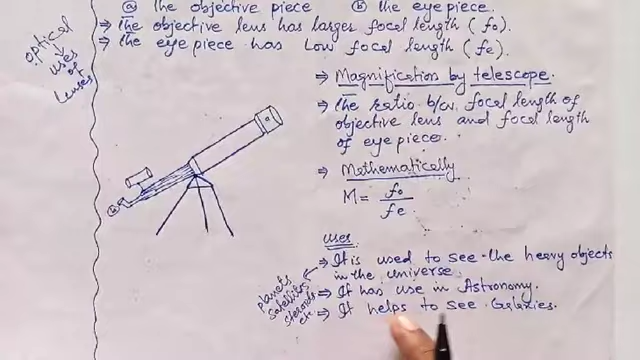 ⓐ The objective piece ⓑ The eye piece.
⇒ The objective lens has larger focal length (fo).
⇒ The eye piece has Low focal length (fe).
optical
uses
of
Lenses
⇒ Magnification by telescope.
⇒ The ratio b/w focal length of
objective lens and focal length
of eye piece.
⇒ Mathematically
M = fo/fe
uses
⇒ It is used to see the heavy objects
in the universe.
Planets
Satellites
Steroids
etc
⇒ It has use in Astronomy.
⇒ It helps to see Galaxies.